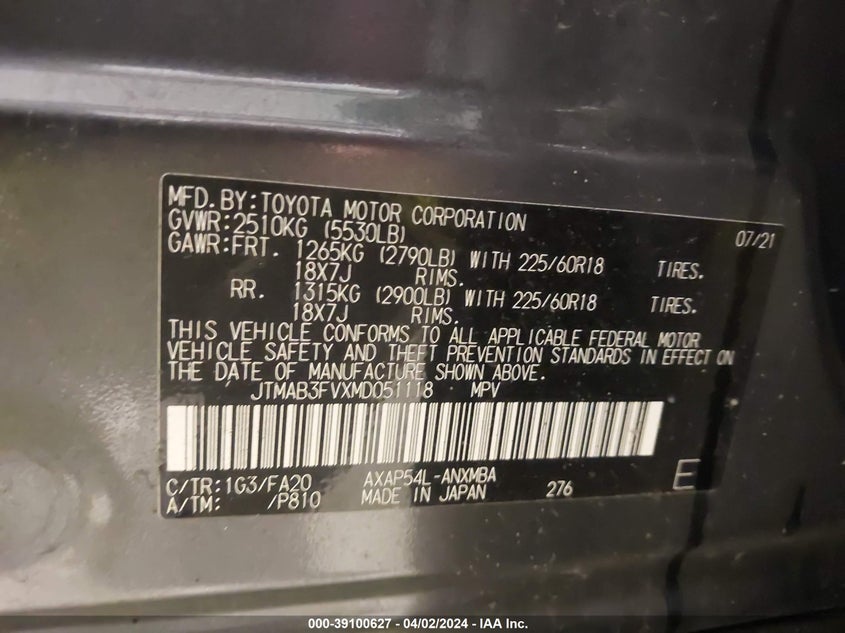 MFD. BY: TOYOTA MOTOR CORPORATION 07/21
GVWR: 2510KG (5530LB)
GAWR: FRT. 1265KG (2790LB) WITH 225/60R18 TIRES.
18X7J RIMS.
RR. 1315KG (2900LB) WITH 225/60R18 TIRES.
18X7J RIMS.
THIS VEHICLE CONFORMS TO ALL APPLICABLE FEDERAL MOTOR
VEHICLE SAFETY AND THEFT PREVENTION STANDARDS IN EFFECT ON
THE DATE OF MANUFACTURE SHOWN ABOVE.
JTMAB3FVXMD051118 MPV
C/TR: 1G3/FA20 AXAP54L-ANXMBA 276 E
A/TM: /P810 MADE IN JAPAN
000-39100627 - 04/02/2024 - IAA Inc.